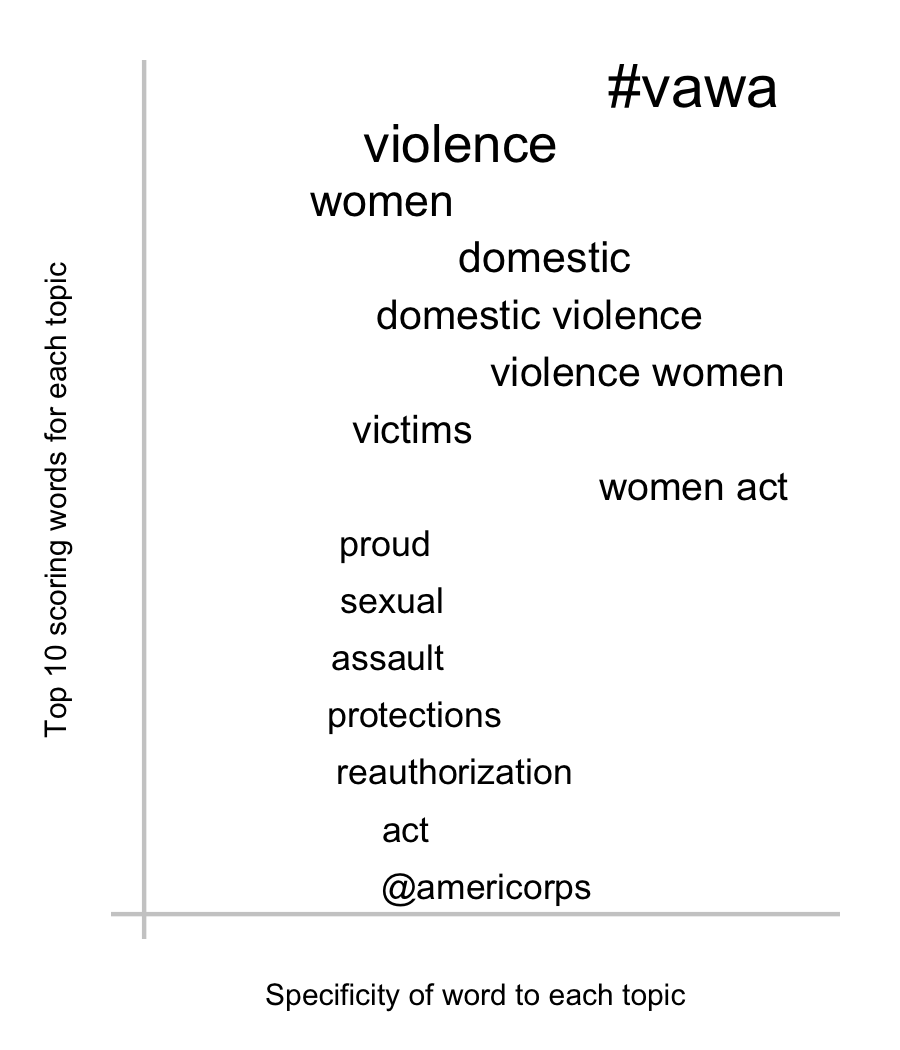 #vawa
violence
women
domestic
domestic violence
violence women
victims
women act
proud
sexual
assault
protections
reauthorization
act
@americorps
Top 10 scoring words for each topic
Specificity of word to each topic